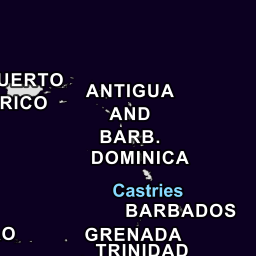 UERTO
RICO
ANTIGUA
AND
BARB.
DOMINICA
Castries
BARBADOS
O
GRENADA
TRINIDAD